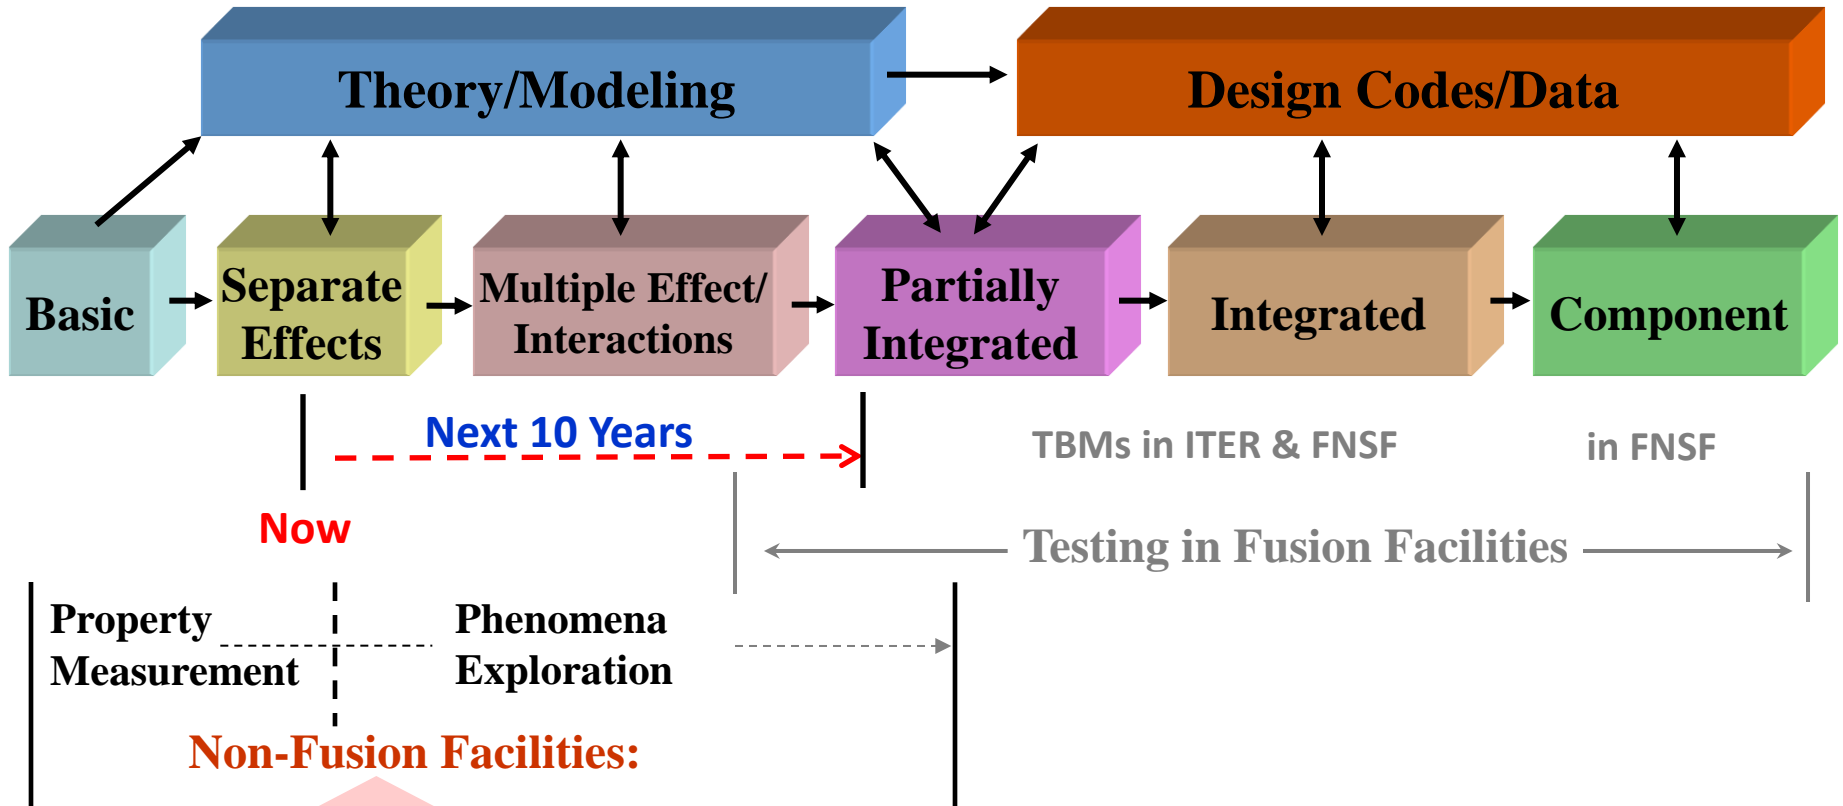 Theory/Modeling
Design Codes/Data
Basic
Separate
Effects
Multiple Effect/
Interactions
Partially
Integrated
Integrated
Component
Next 10 Years
TBMs in ITER & FNSF
in FNSF
Now
Testing in Fusion Facilities
Property
Measurement
Phenomena
Exploration
Non-Fusion Facilities: